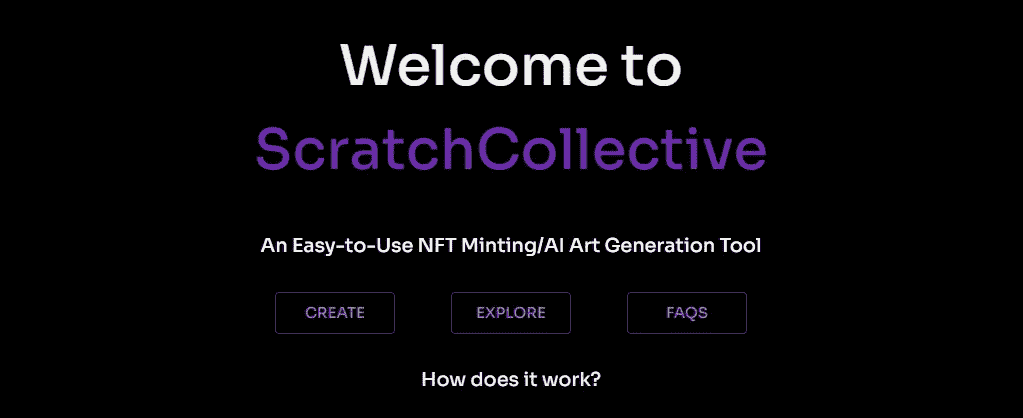 Welcome to
ScratchCollective
An Easy-to-Use NFT Minting/AI Art Generation Tool
CREATE
EXPLORE
FAQS
How does it work?